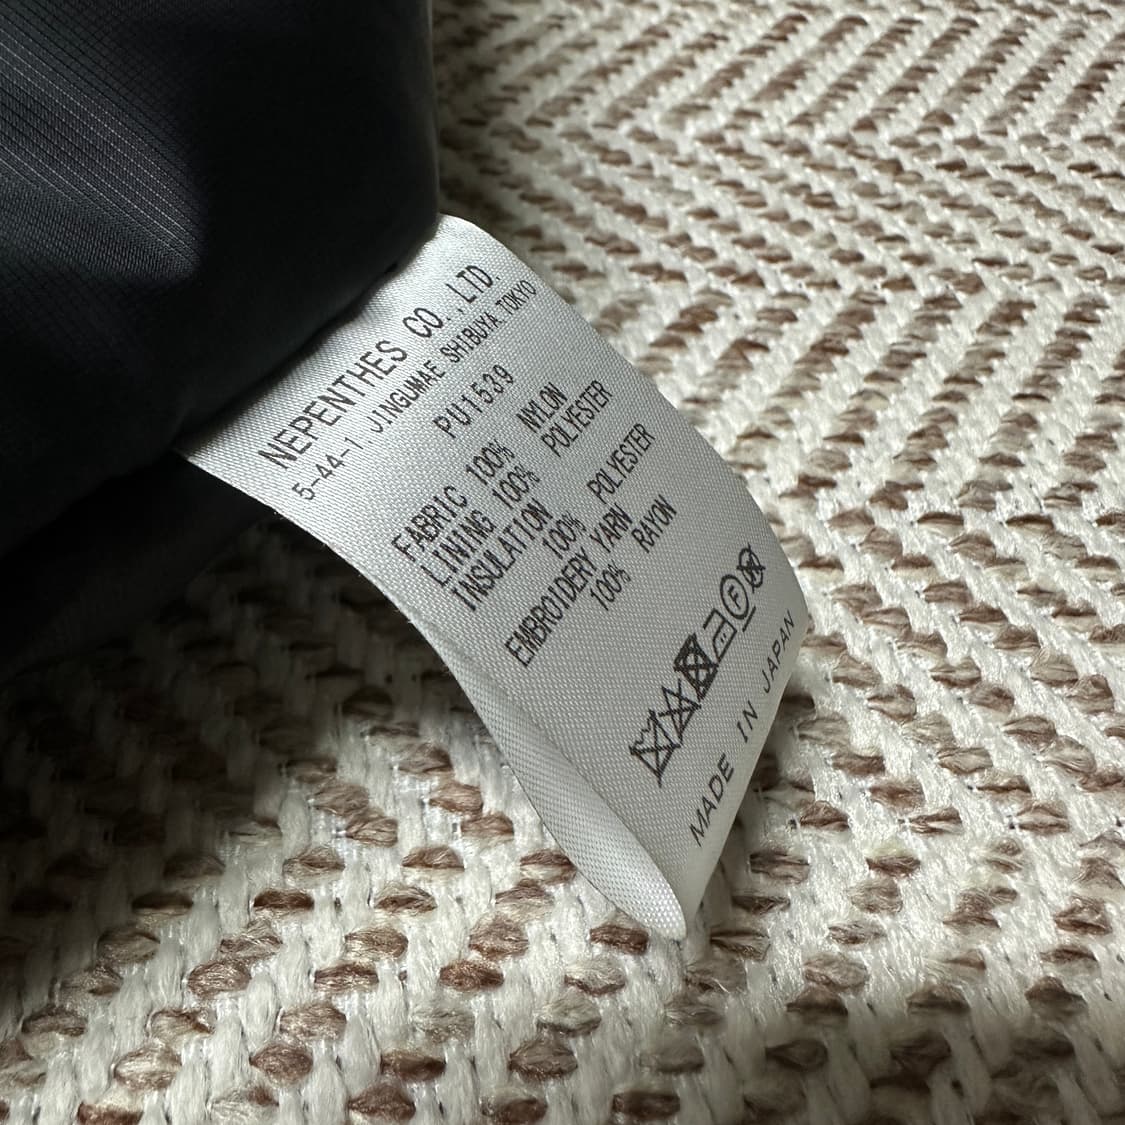 NEPENTHES CO.,LTD.
5-44-1 JINGUMAE SHIBUYA TOKYO
PU1539
FABRIC 100% NYLON
LINING 100% POLYESTER
INSULATION
100% POLYESTER
EMBROIDERY YARN
100% RAYON
F
MADE IN JAPAN